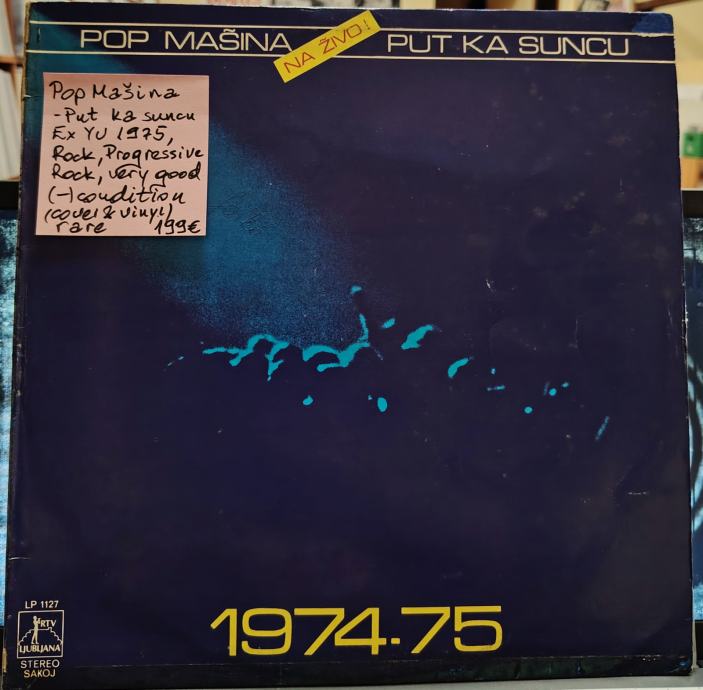 POP MAŠINA NA ŽIVO! PUT KA SUNCU
Pop Mašina
-Put ka suncu
Ex YU 1975,
Rock, Progressive
Rock, very good
(-) condition
(cover & vinyl)
rare 199€
1974-75
LP 1127
RTV
LJUBLJANA
STEREO
SAKOJ